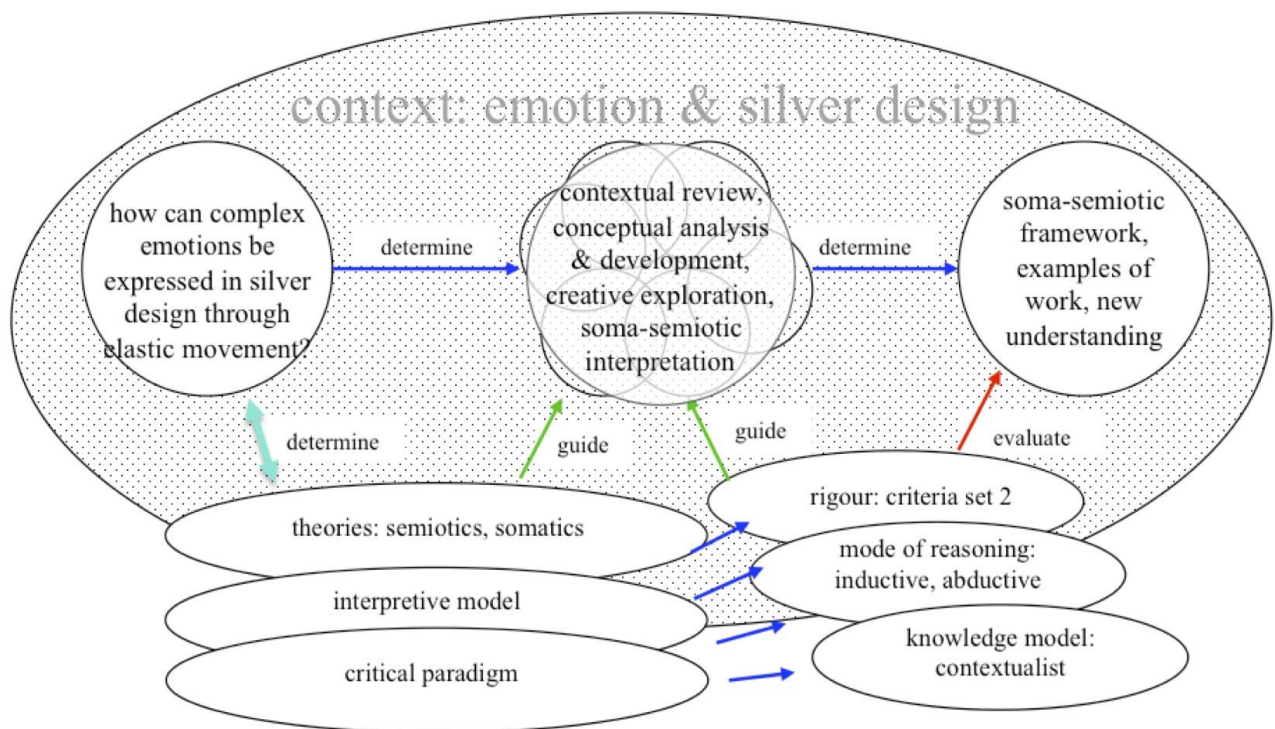 context: emotion & silver design
how can complex
emotions be
expressed in silver
design through
elastic movement?
determine
contextual review,
conceptual analysis
& development,
creative exploration,
soma-semiotic
interpretation
determine
soma-semiotic
framework,
examples of
work, new
understanding
determine
guide
guide
evaluate
theories: semiotics, somatics
rigour: criteria set 2
interpretive model
mode of reasoning:
inductive, abductive
critical paradigm
knowledge model:
contextualist